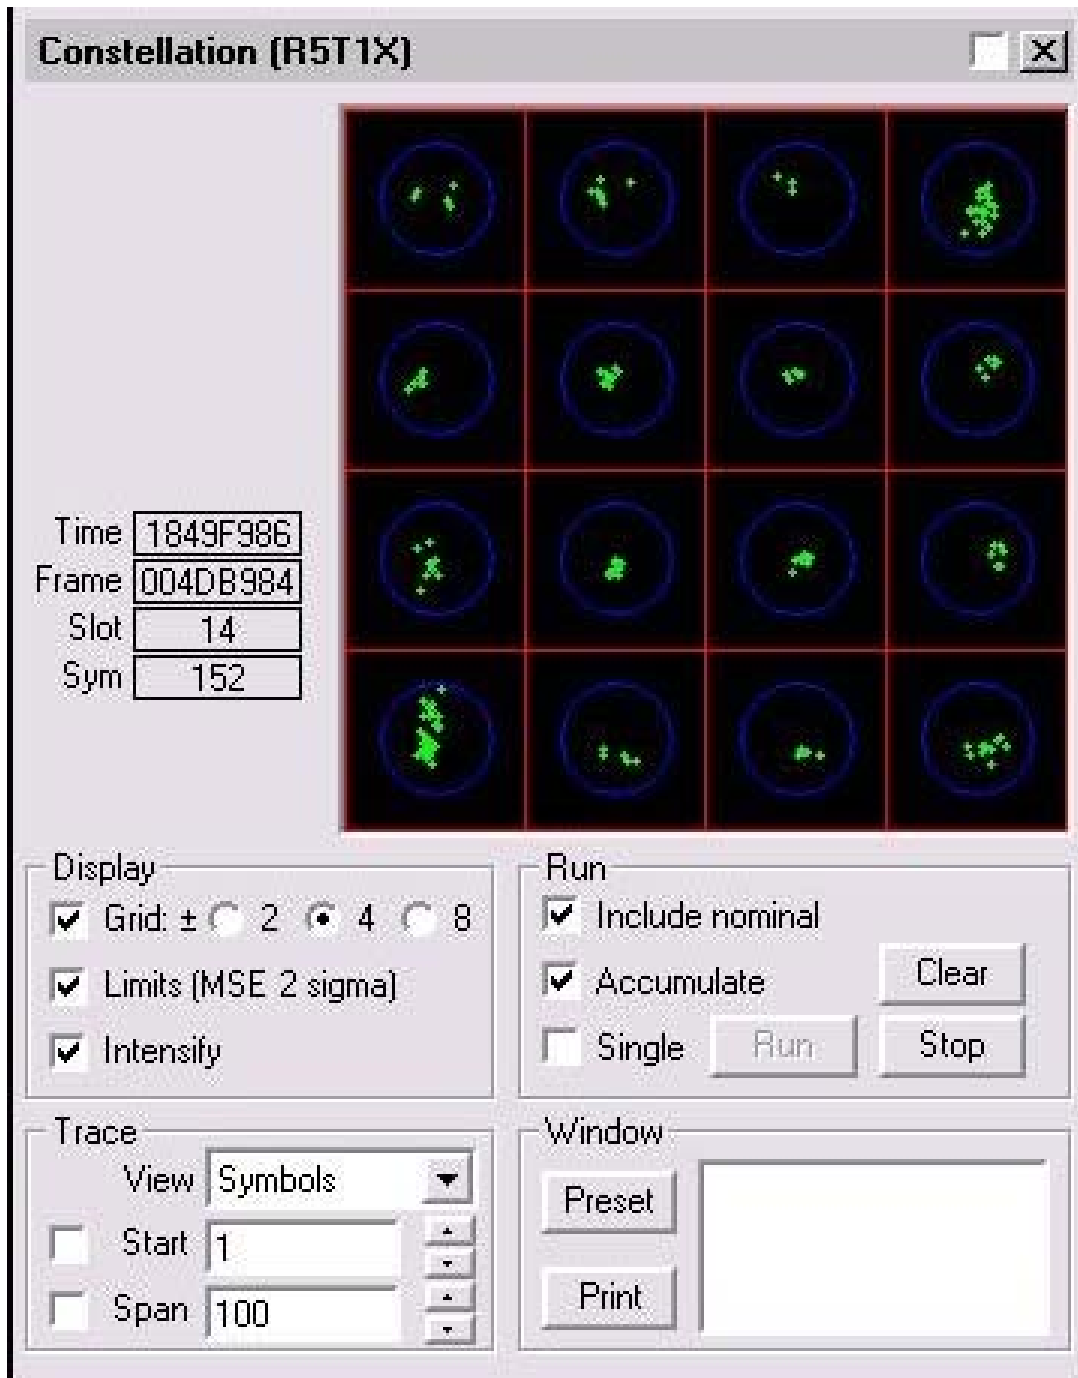 Constellation (R5T1X)
Time 1849F986
Frame 004DB984
Slot 14
Sym 152
Display
Grid: ± 2 4 8
Limits (MSE 2 sigma)
Intensify
Run
Include nominal
Accumulate
Clear
Single Run Stop
Trace
View Symbols
Start 1
Span 100
Window
Preset
Print